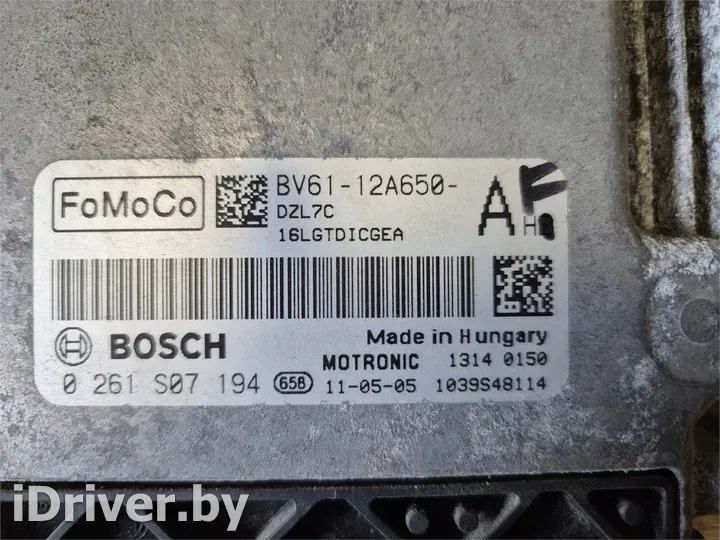 FoMoCo
BV61-12A650-
DZL7C
16LGTDICGEA
A
BOSCH
Made in Hungary
MOTRONIC 1314 0150
0 261 S07 194 658 11-05-05 1039S48114
iDriver.by